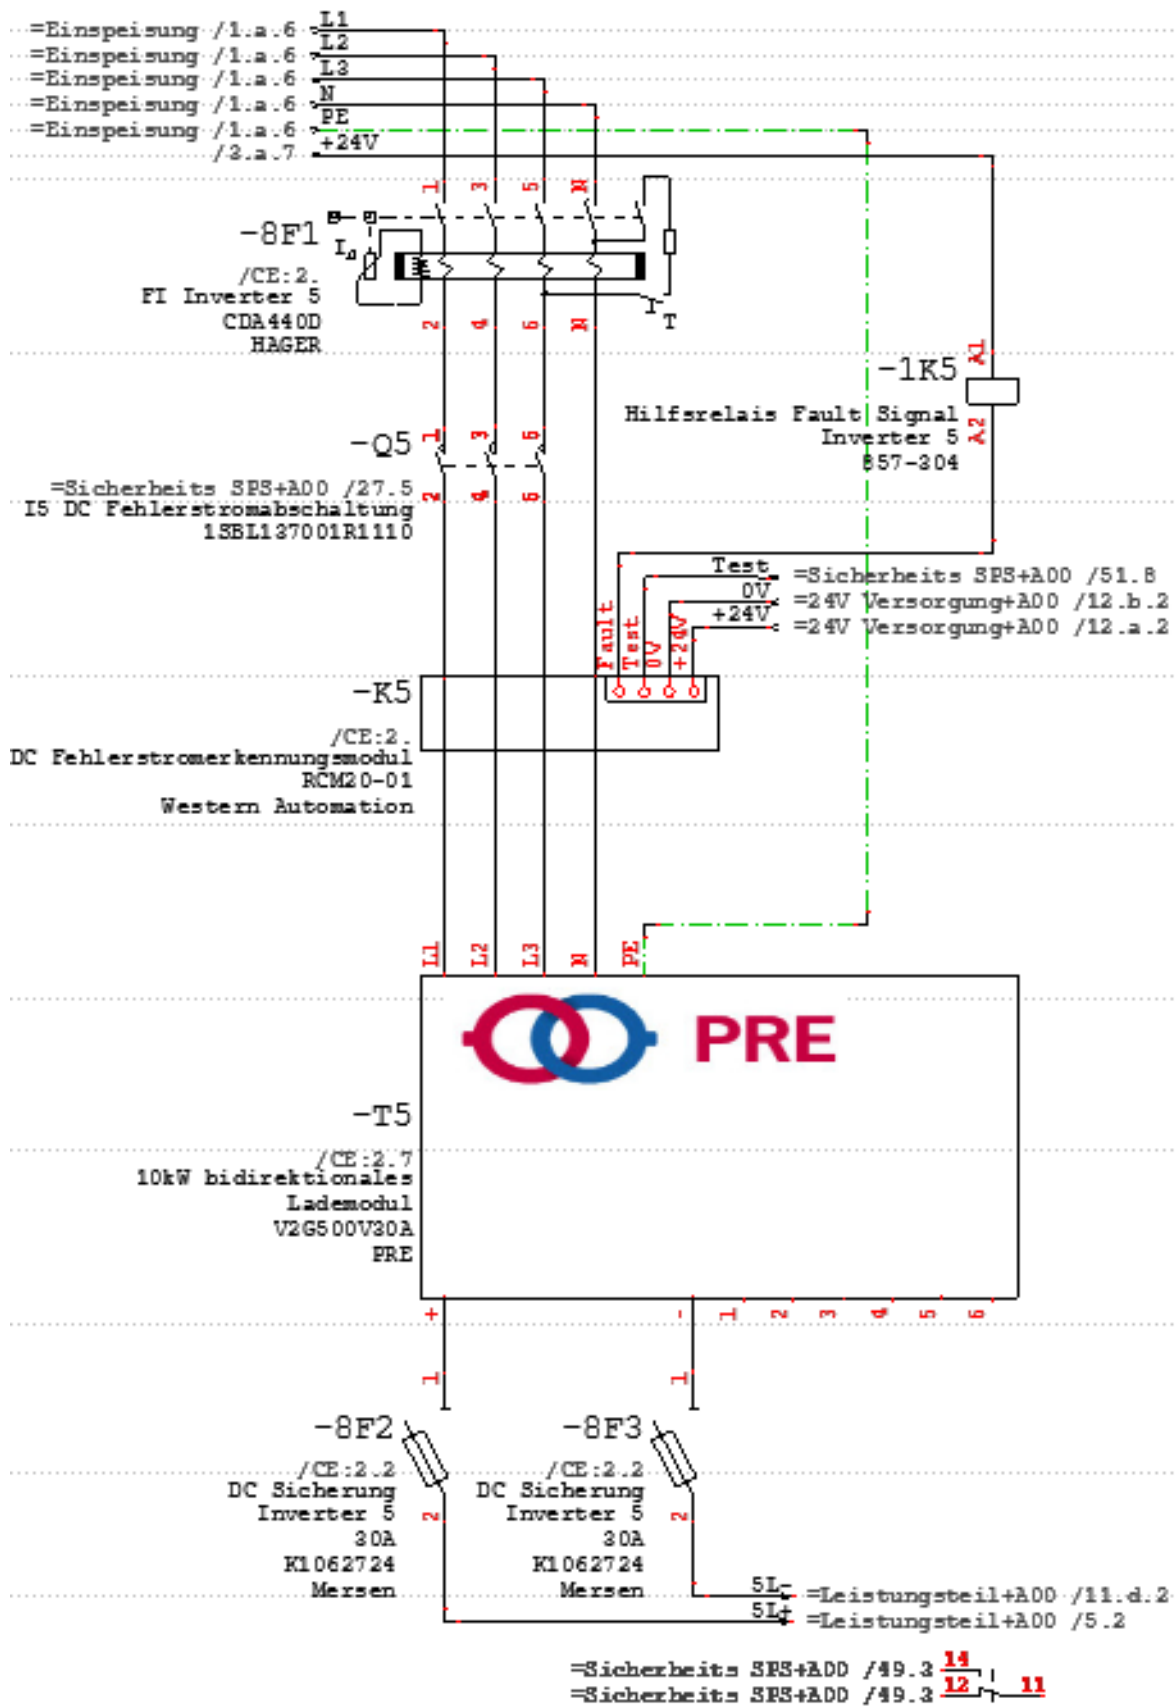 =Einspeisung /1.a.6 L1
=Einspeisung /1.a.6 L2
=Einspeisung /1.a.6 L3
=Einspeisung /1.a.6 N
=Einspeisung /1.a.6 PE
/3.a.7 +24V
1 3 5 N
-8F1
I∆
/CE:2.
FI Inverter 5
CDA440D
HAGER
2 4 6 N
T
-1K5
A1
Hilfsrelais Fault Signal
Inverter 5
857-304
A2
-Q5
1 3 5
=Sicherheits SPS+A00 /27.5
I5 DC Fehlerstromabschaltung
1SBL137001R1110
2 4 6
Test =Sicherheits SPS+A00 /51.8
0V =24V Versorgung+A00 /12.b.2
+24V =24V Versorgung+A00 /12.a.2
Fault Test 0V +24V
-K5
/CE:2.
DC Fehlerstromerkennungsmodul
RCM20-01
Western Automation
L1 L2 L3 N PE
PRE
-T5
/CE:2.7
10kW bidirektionales
Lademodul
V2G500V30A
PRE
+ - 1 2 3 4 5 6
1 1
-8F2
/CE:2.2
DC Sicherung
Inverter 5
30A
K1062724
Mersen
2
-8F3
/CE:2.2
DC Sicherung
Inverter 5
30A
K1062724
Mersen
2
5L- =Leistungsteil+A00 /11.d.2
5L+ =Leistungsteil+A00 /5.2
=Sicherheits SPS+A00 /49.3 14
=Sicherheits SPS+A00 /49.3 12 11